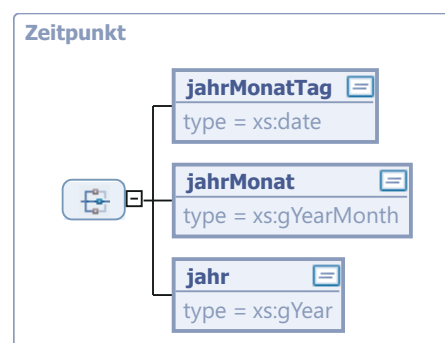 Zeitpunkt
jahrMonatTag
type = xs:date
jahrMonat
type = xs:gYearMonth
jahr
type = xs:gYear